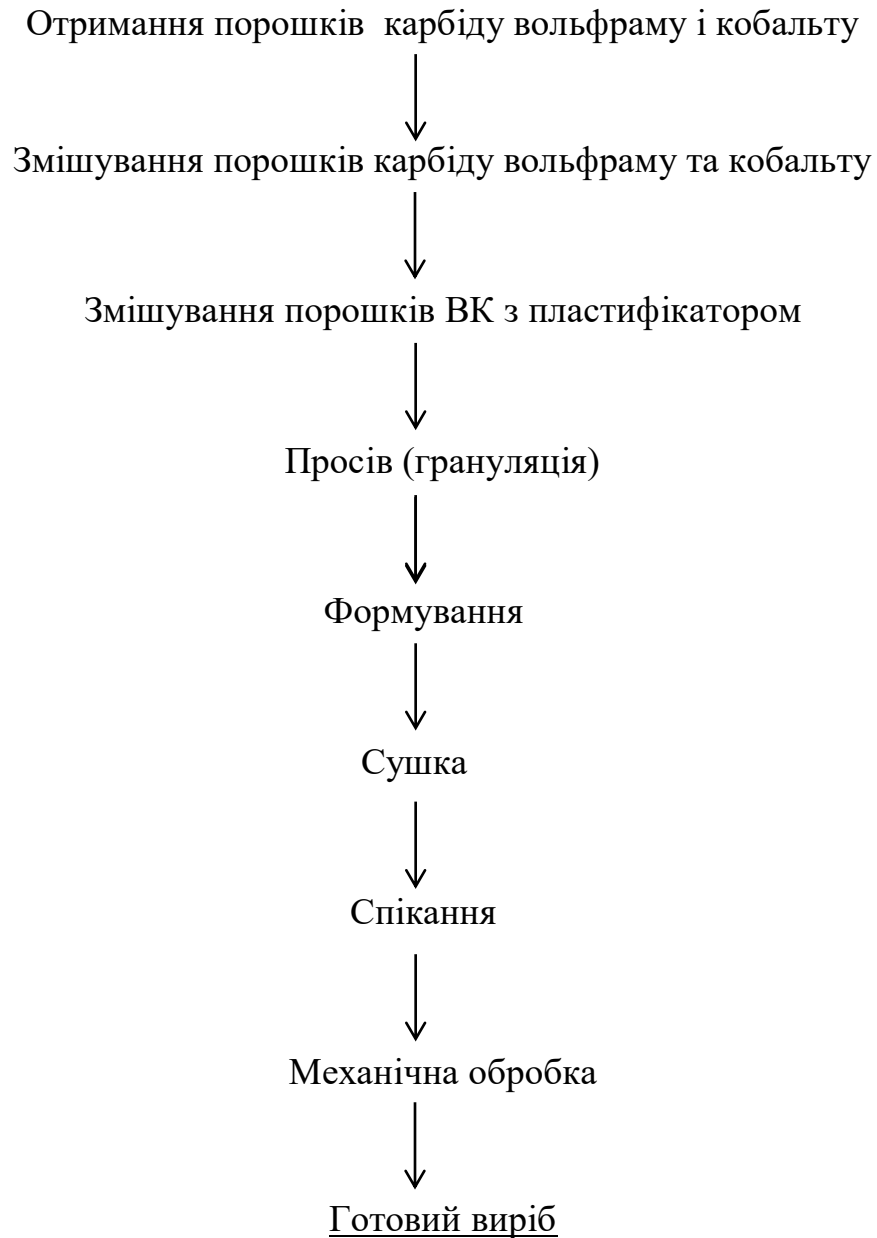 Отримання порошків карбіду вольфраму і кобальту
Змішування порошків карбіду вольфраму та кобальту
Змішування порошків ВК з пластифікатором
Просів (грануляція)
Формування
Сушка
Спікання
Механічна обробка
Готовий виріб